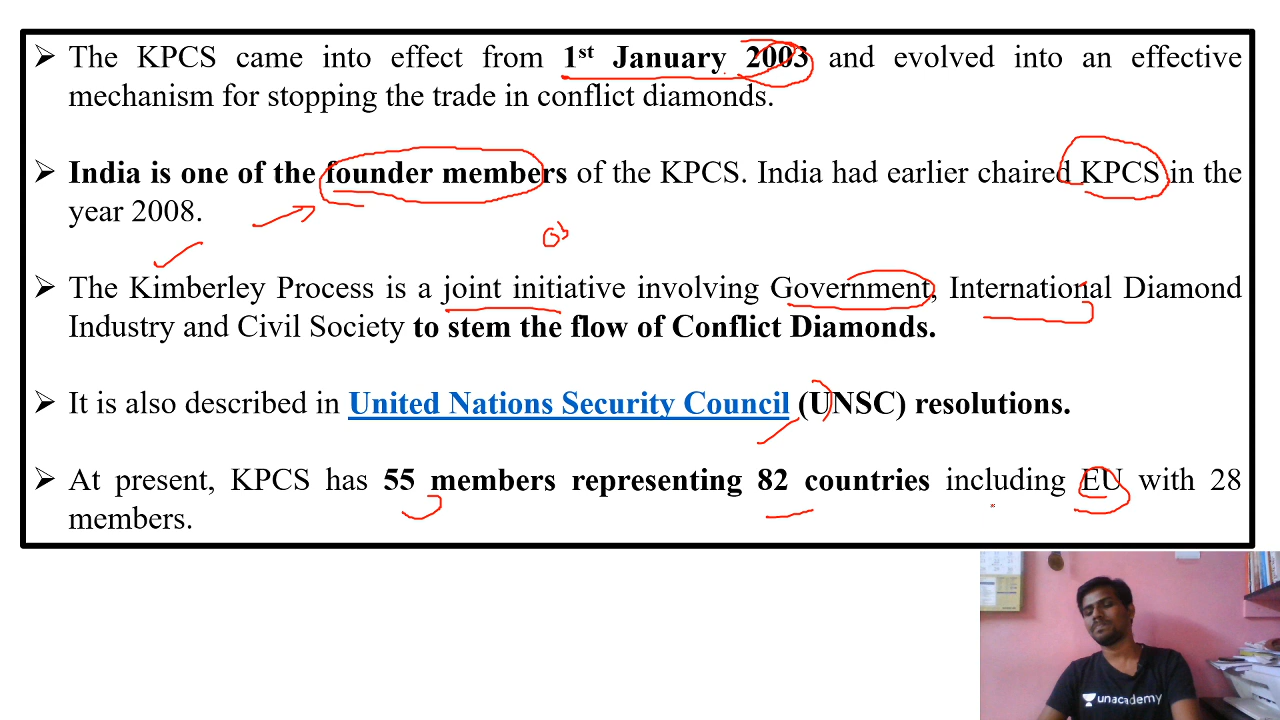 ➢ The KPCS came into effect from 1st January 2003 and evolved into an effective
mechanism for stopping the trade in conflict diamonds.
➢ India is one of the founder members of the KPCS. India had earlier chaired KPCS in the
year 2008.
➢ The Kimberley Process is a joint initiative involving Government, International Diamond
Industry and Civil Society to stem the flow of Conflict Diamonds.
➢ It is also described in United Nations Security Council (UNSC) resolutions.
➢ At present, KPCS has 55 members representing 82 countries including EU with 28
members.
unacademy